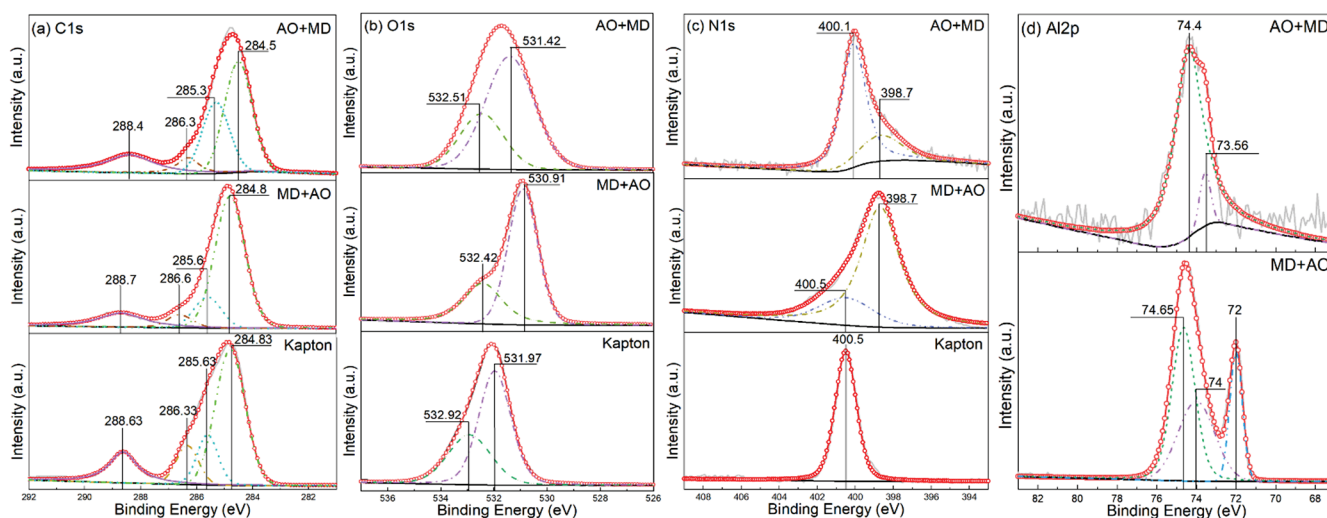 (a) C1s
AO+MD
284.5
285.3
286.3
288.4
MD+AO
284.8
285.6
286.6
288.7
Kapton
284.83
285.63
286.33
288.63
Intensity (a.u.)
Intensity (a.u.)
Intensity (a.u.)
292 290 288 286 284 282
Binding Energy (eV)
(b) O1s
AO+MD
531.42
532.51
MD+AO
530.91
532.42
Kapton
531.97
532.92
Intensity (a.u.)
Intensity (a.u.)
Intensity (a.u.)
536 534 532 530 528 526
Binding Energy (eV)
(c) N1s
AO+MD
400.1
398.7
MD+AO
398.7
400.5
Kapton
400.5
Intensity (a.u.)
Intensity (a.u.)
Intensity (a.u.)
408 406 404 402 400 398 396 394
Binding Energy (eV)
(d) Al2p
74.4
AO+MD
73.56
MD+AO
74.65
72
74
Intensity (a.u.)
Intensity (a.u.)
82 80 78 76 74 72 70 68
Binding Energy (eV)